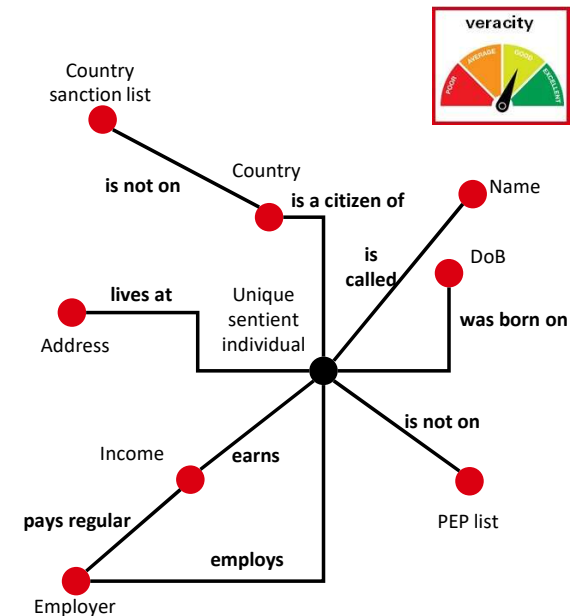 veracity
POOR
AVERAGE
GOOD
EXCELLENT
Country
sanction list
is not on
Country
is a citizen of
Name
is
called
DoB
was born on
lives at
Address
Unique
sentient
individual
is not on
PEP list
Income
earns
pays regular
employs
Employer